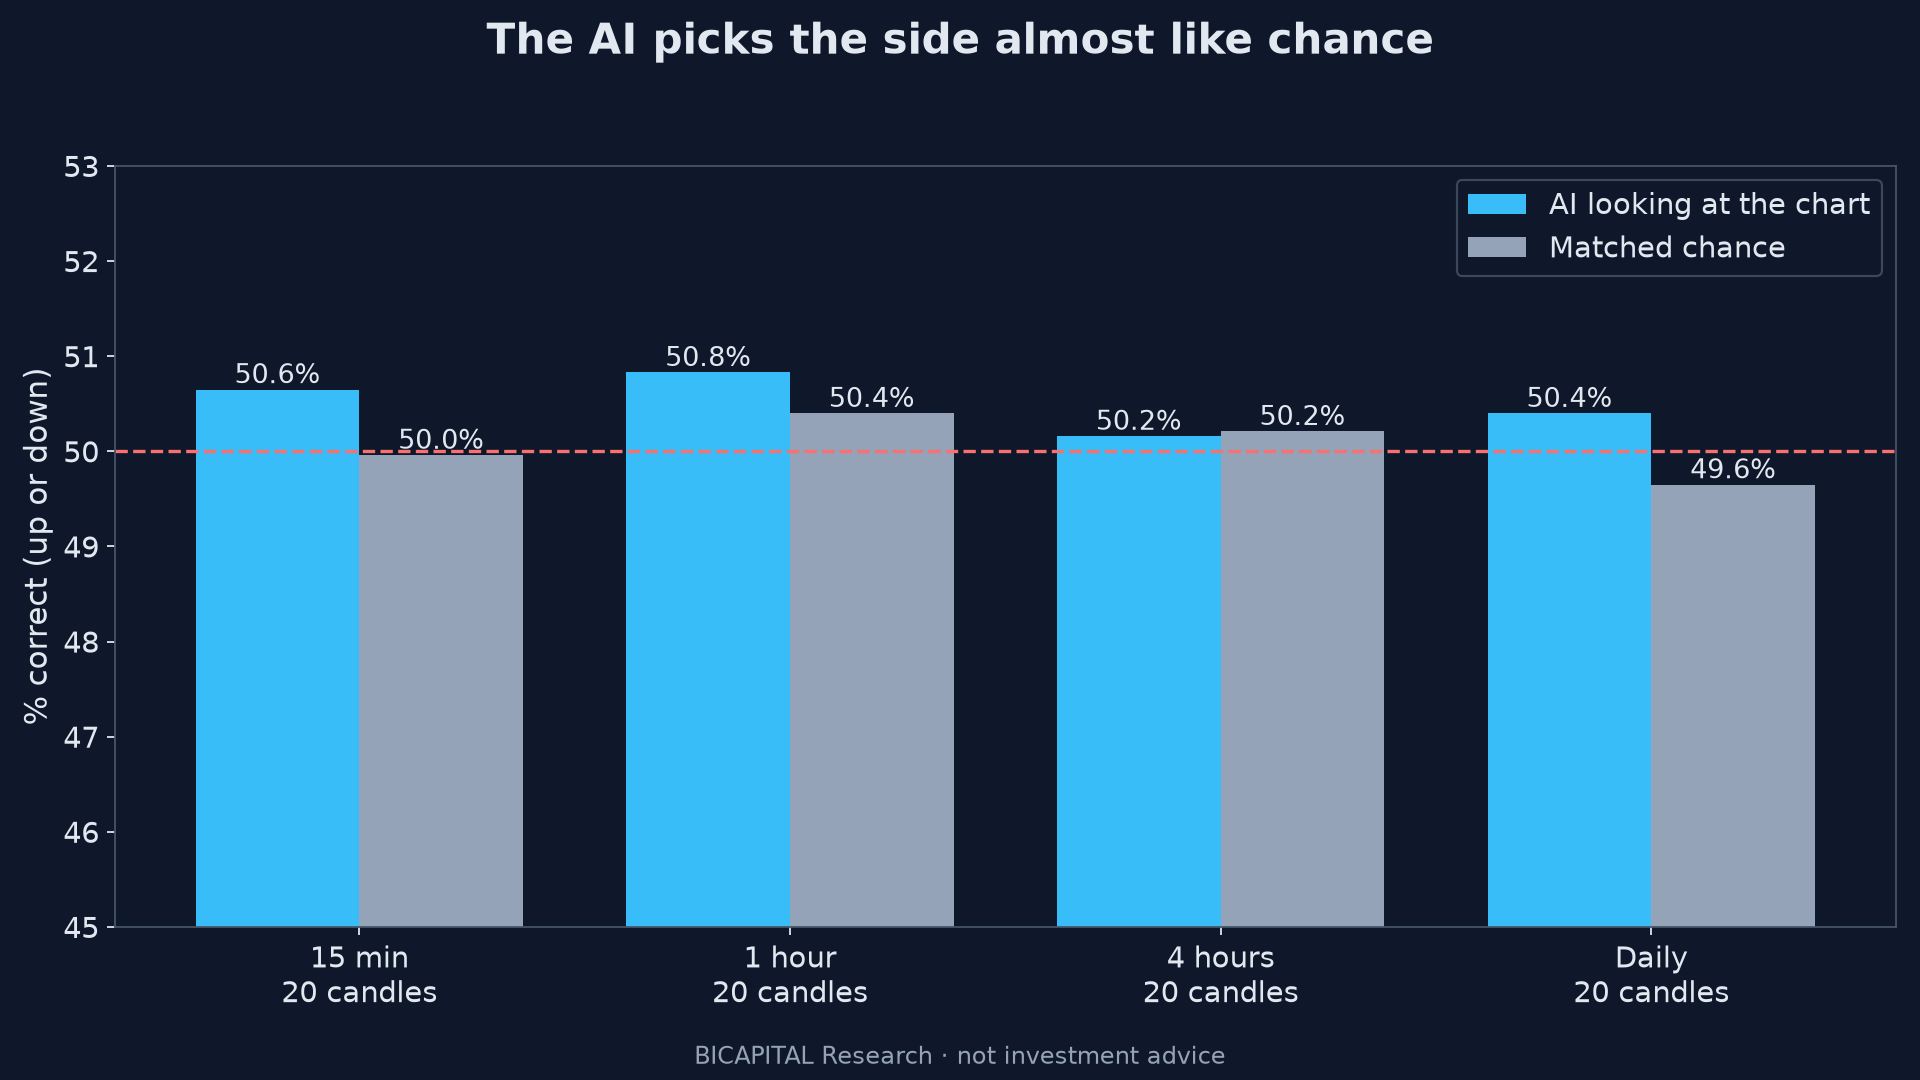 The AI picks the side almost like chance
% correct (up or down)
53
52
51
50
49
48
47
46
45
AI looking at the chart
Matched chance
50.6%
50.0%
50.8%
50.4%
50.2%
50.2%
50.4%
49.6%
15 min
20 candles
1 hour
20 candles
4 hours
20 candles
Daily
20 candles
BICAPITAL Research · not investment advice